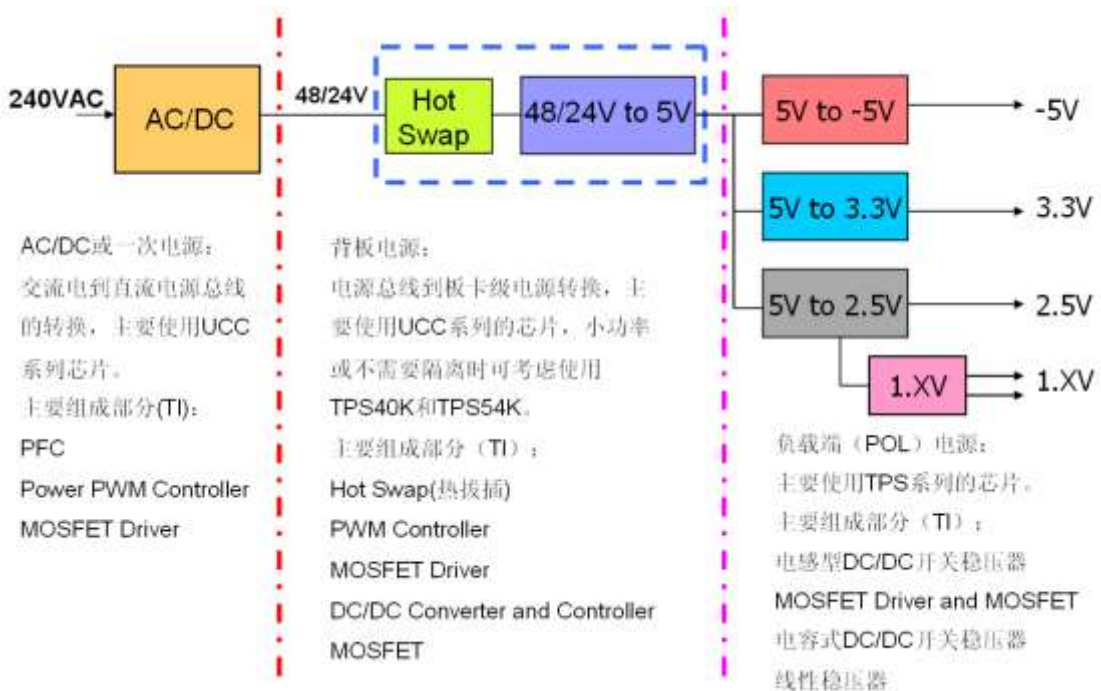 240VAC
AC/DC
48/24V
Hot
Swap
48/24V to 5V
5V to -5V
-5V
5V to 3.3V
3.3V
5V to 2.5V
2.5V
1.XV
1.XV
AC/DC或一次电源：
交流电到直流电源总线
的转换，主要使用UCC
系列芯片。
主要组成部分(TI)：
PFC
Power PWM Controller
MOSFET Driver
背板电源：
电源总线到板卡级电源转换，主
要使用UCC系列的芯片，小功率
或不需要隔离时可考虑使用
TPS40K和TPS54K。
主要组成部分（TI）：
Hot Swap(热拔插)
PWM Controller
MOSFET Driver
DC/DC Converter and Controller
MOSFET
负载端（POL）电源：
主要使用TPS系列的芯片。
主要组成部分（TI）：
电感型DC/DC开关稳压器
MOSFET Driver and MOSFET
电容式DC/DC开关稳压器
线性稳压器